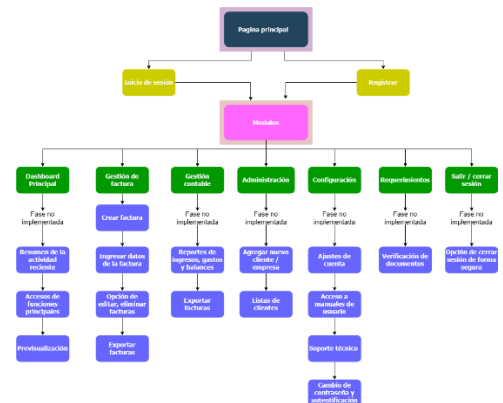 Pagina principal
Inicio de sesión
Registrar
Modulos
Dashboard
Principal
Gestión de
factura
Gestión
contable
Administración
Configuración
Requerimientos
Salir / cerrar
sesión
Fase no
implementada
Crear factura
Fase no
implementada
Fase no
implementada
Fase no
implementada
Fase no
implementada
Fase no
implementada
Resumen de la
actividad
reciente
Ingresar datos
de la factura
Reportes de
ingresos, gastos
y balances
Agregar nuevo
cliente /
empresa
Ajustes de
cuenta
Verificación de
documentos
Opción de cerrar
sesión de forma
segura
Accesos de
funciones
principales
Opción de
editar, eliminar
facturas
Exportar
facturas
Listas de
clientes
Acceso a
manuales de
usuario
Previsualización
Exportar
facturas
Soporte técnico
Cambio de
contraseña y
autentificación